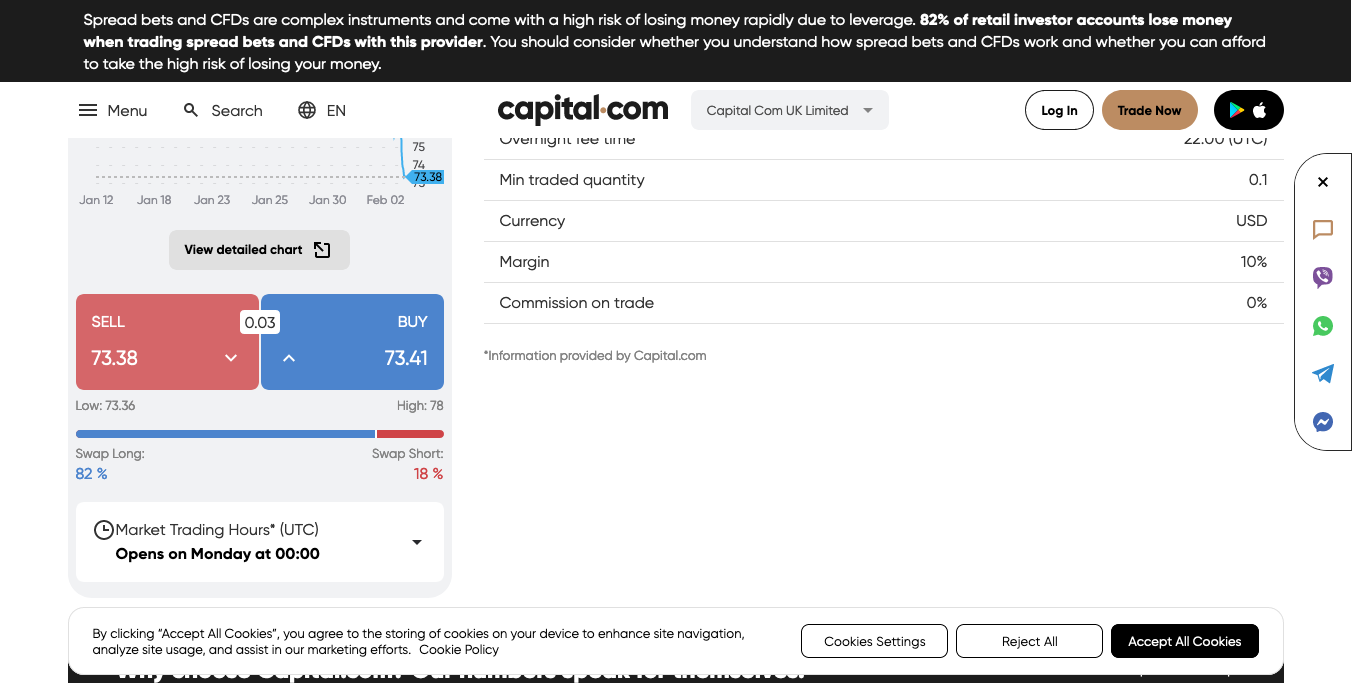 Spread bets and CFDs are complex instruments and come with a high risk of losing money rapidly due to leverage. 82% of retail investor accounts lose money
when trading spread bets and CFDs with this provider. You should consider whether you understand how spread bets and CFDs work and whether you can afford
to take the high risk of losing your money.
Menu
Search
EN
capital.com
Capital Com UK Limited
Log In
Trade Now
75
74
73.38
Jan 12 Jan 18 Jan 23 Jan 25 Jan 30 Feb 02
View detailed chart
SELL
73.38
0.03
BUY
73.41
Low: 73.36
High: 78
Swap Long:
82 %
Swap Short:
18 %
Market Trading Hours* (UTC)
Opens on Monday at 00:00
Overnight fee time 22:00 (UTC)
Min traded quantity 0.1
Currency USD
Margin 10%
Commission on trade 0%
*Information provided by Capital.com
By clicking “Accept All Cookies”, you agree to the storing of cookies on your device to enhance site navigation,
analyze site usage, and assist in our marketing efforts. Cookie Policy
Cookies Settings
Reject All
Accept All Cookies
Why choose Capital.com? Our numbers speak for themselves.